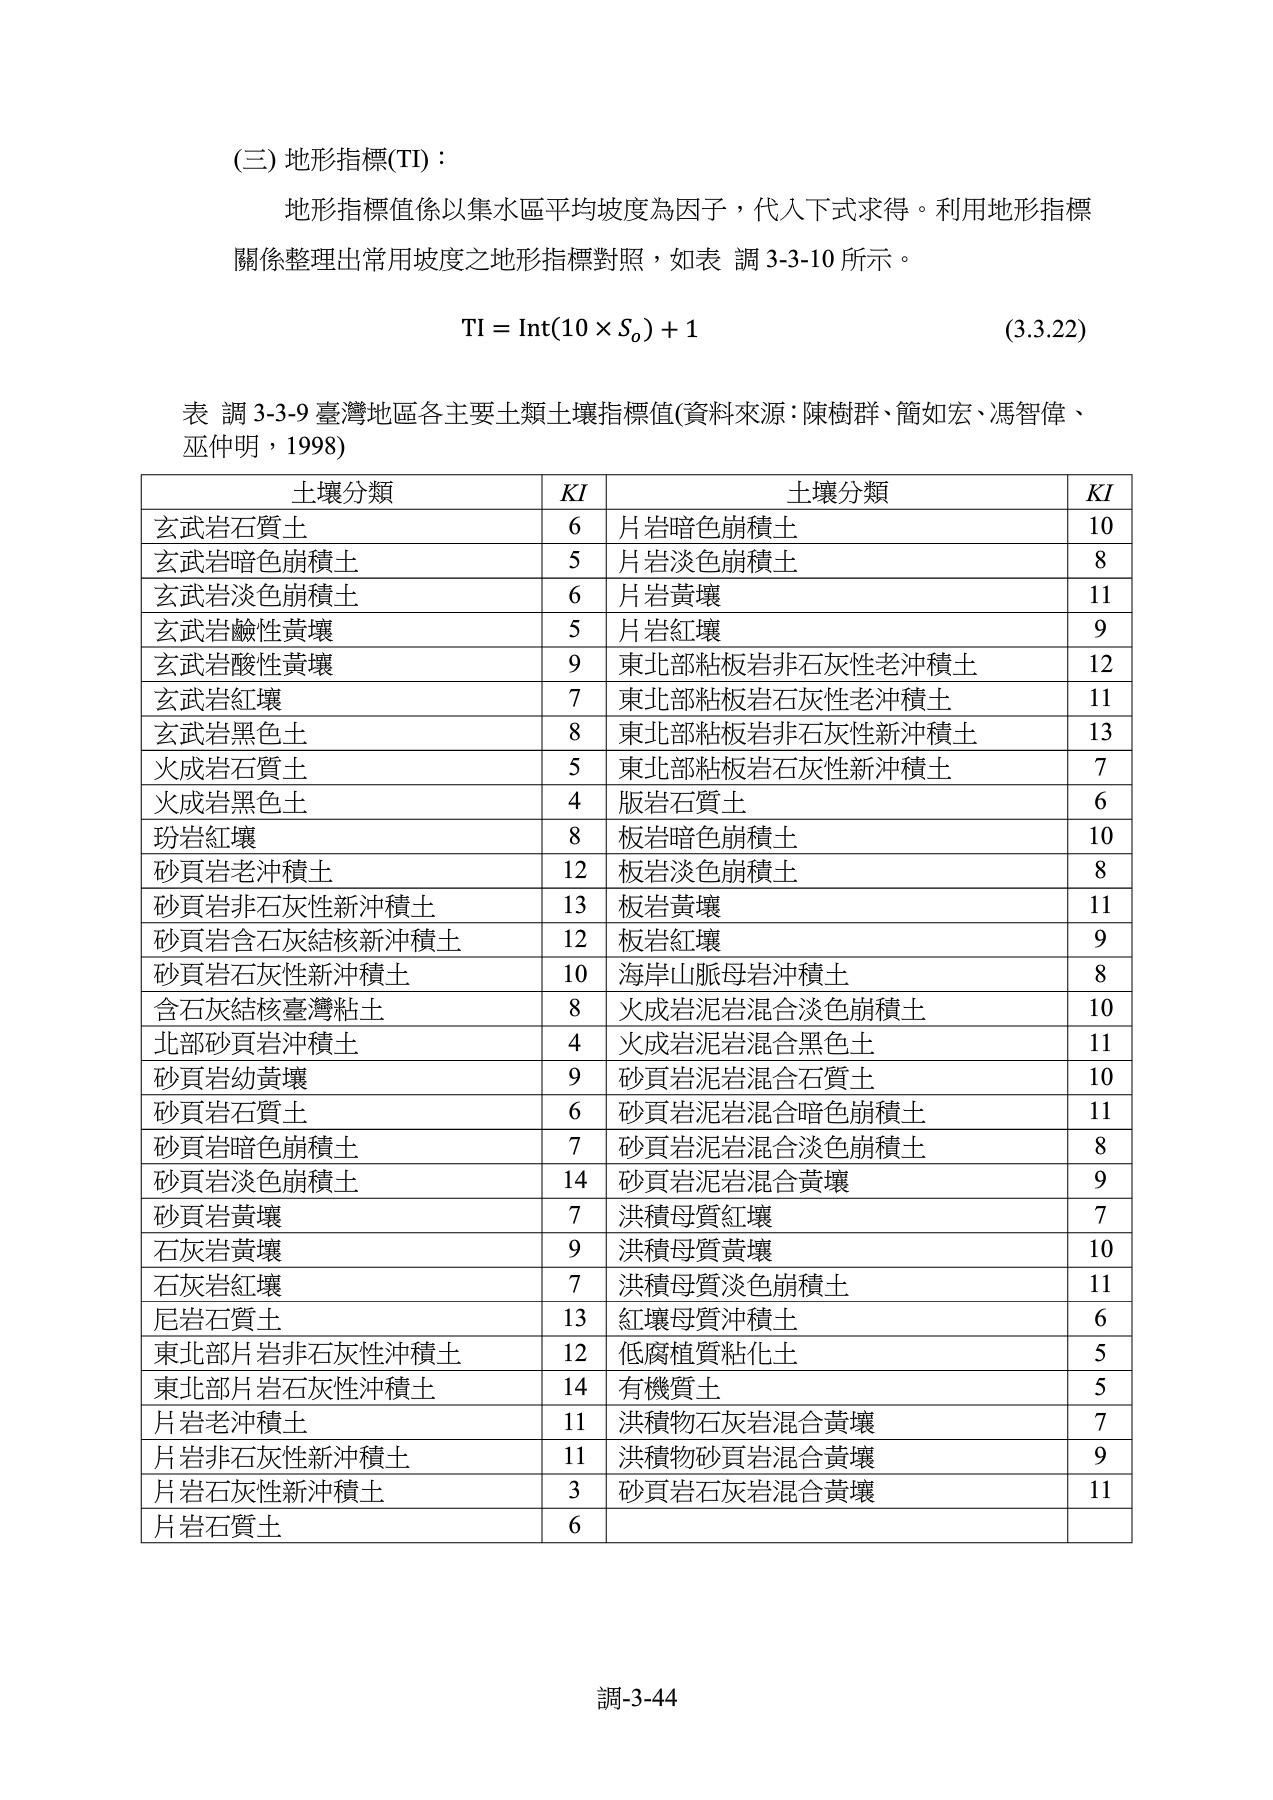 (三) 地形指標(TI)：
地形指標值係以集水區平均坡度為因子，代入下式求得。利用地形指標
關係整理出常用坡度之地形指標對照，如表 調 3-3-10 所示。
TI = Int(10 × Sₒ) + 1 (3.3.22)
表 調 3-3-9 臺灣地區各主要土類土壤指標值(資料來源：陳樹群、簡如宏、馮智偉、
巫仲明，1998)
土壤分類 KI 土壤分類 KI
玄武岩石質土 6 片岩暗色崩積土 10
玄武岩暗色崩積土 5 片岩淡色崩積土 8
玄武岩淡色崩積土 6 片岩黃壤 11
玄武岩鹼性黃壤 5 片岩紅壤 9
玄武岩酸性黃壤 9 東北部粘板岩非石灰性老沖積土 12
玄武岩紅壤 7 東北部粘板岩石灰性老沖積土 11
玄武岩黑色土 8 東北部粘板岩非石灰性新沖積土 13
火成岩石質土 5 東北部粘板岩石灰性新沖積土 7
火成岩黑色土 4 版岩石質土 6
玢岩紅壤 8 板岩暗色崩積土 10
砂頁岩老沖積土 12 板岩淡色崩積土 8
砂頁岩非石灰性新沖積土 13 板岩黃壤 11
砂頁岩含石灰結核新沖積土 12 板岩紅壤 9
砂頁岩石灰性新沖積土 10 海岸山脈母岩沖積土 8
含石灰結核臺灣粘土 8 火成岩泥岩混合淡色崩積土 10
北部砂頁岩沖積土 4 火成岩泥岩混合黑色土 11
砂頁岩幼黃壤 9 砂頁岩泥岩混合石質土 10
砂頁岩石質土 6 砂頁岩泥岩混合暗色崩積土 11
砂頁岩暗色崩積土 7 砂頁岩泥岩混合淡色崩積土 8
砂頁岩淡色崩積土 14 砂頁岩泥岩混合黃壤 9
砂頁岩黃壤 7 洪積母質紅壤 7
石灰岩黃壤 9 洪積母質黃壤 10
石灰岩紅壤 7 洪積母質淡色崩積土 11
尼岩石質土 13 紅壤母質沖積土 6
東北部片岩非石灰性沖積土 12 低腐植質粘化土 5
東北部片岩石灰性沖積土 14 有機質土 5
片岩老沖積土 11 洪積物石灰岩混合黃壤 7
片岩非石灰性新沖積土 11 洪積物砂頁岩混合黃壤 9
片岩石灰性新沖積土 3 砂頁岩石灰岩混合黃壤 11
片岩石質土 6
調-3-44